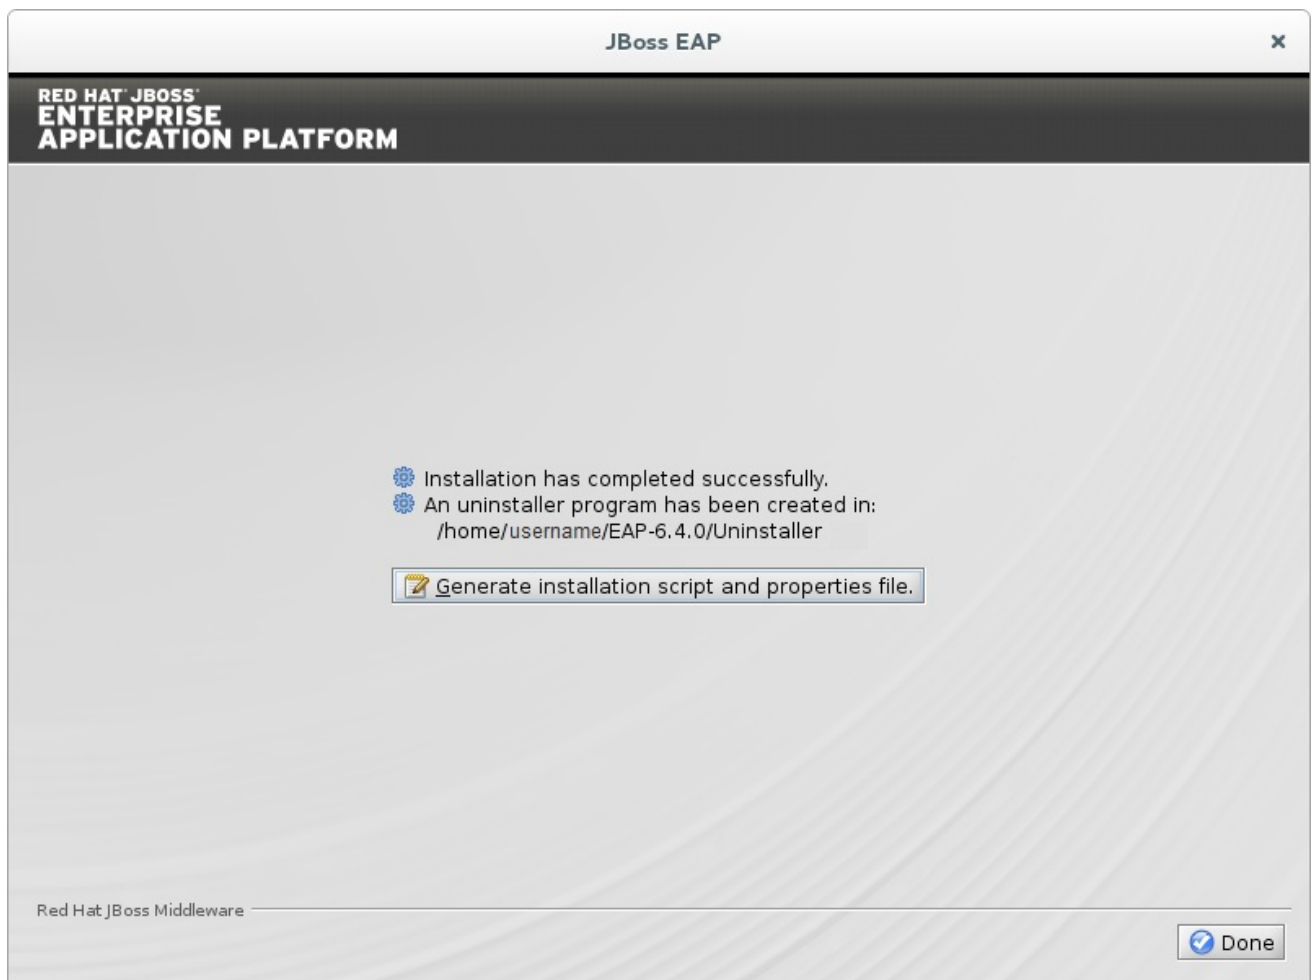 JBoss EAP
RED HAT JBOSS
ENTERPRISE
APPLICATION PLATFORM
Installation has completed successfully.
An uninstaller program has been created in:
/home/username/EAP-6.4.0/Uninstaller
Generate installation script and properties file.
Red Hat JBoss Middleware
Done